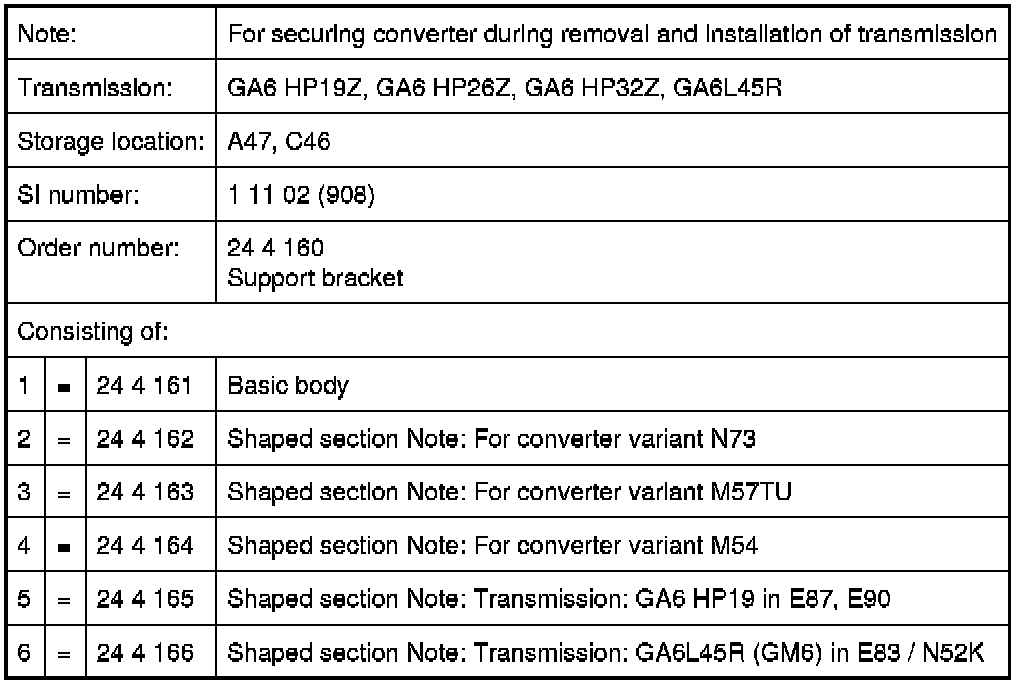 Note: For securing converter during removal and installation of transmission
Transmission: GA6 HP19Z, GA6 HP26Z, GA6 HP32Z, GA6L45R
Storage location: A47, C46
SI number: 1 11 02 (908)
Order number: 24 4 160
Support bracket
Consisting of:
1 = 24 4 161 Basic body
2 = 24 4 162 Shaped section Note: For converter variant N73
3 = 24 4 163 Shaped section Note: For converter variant M57TU
4 = 24 4 164 Shaped section Note: For converter variant M54
5 = 24 4 165 Shaped section Note: Transmission: GA6 HP19 in E87, E90
6 = 24 4 166 Shaped section Note: Transmission: GA6L45R (GM6) in E83 / N52K